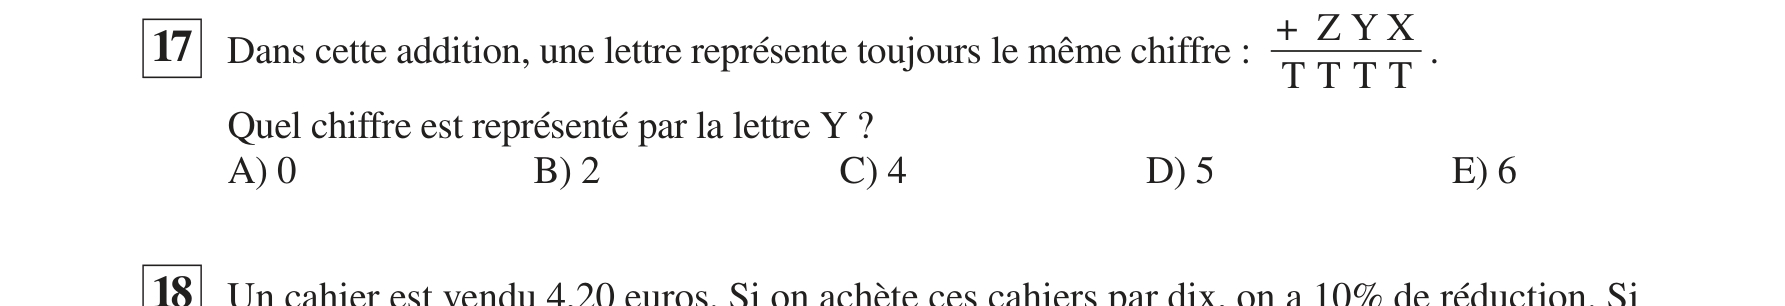 17 Dans cette addition, une lettre représente toujours le même chiffre : + Z Y X
T T T T .
Quel chiffre est représenté par la lettre Y ?
A) 0 B) 2 C) 4 D) 5 E) 6
18 Un cahier est vendu 4,20 euros. Si on achète ces cahiers par dix, on a 10% de réduction. Si